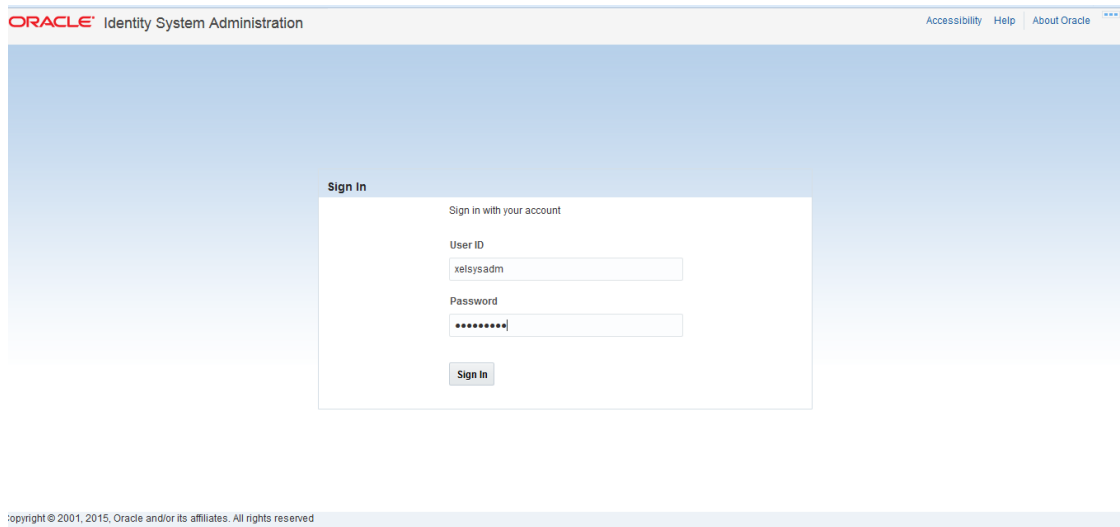 ORACLE® Identity System Administration
Accessibility Help About Oracle
Sign In
Sign in with your account
User ID
xelsysadm
Password
•••••••••
Sign In
opyright © 2001, 2015, Oracle and/or its affiliates. All rights reserved